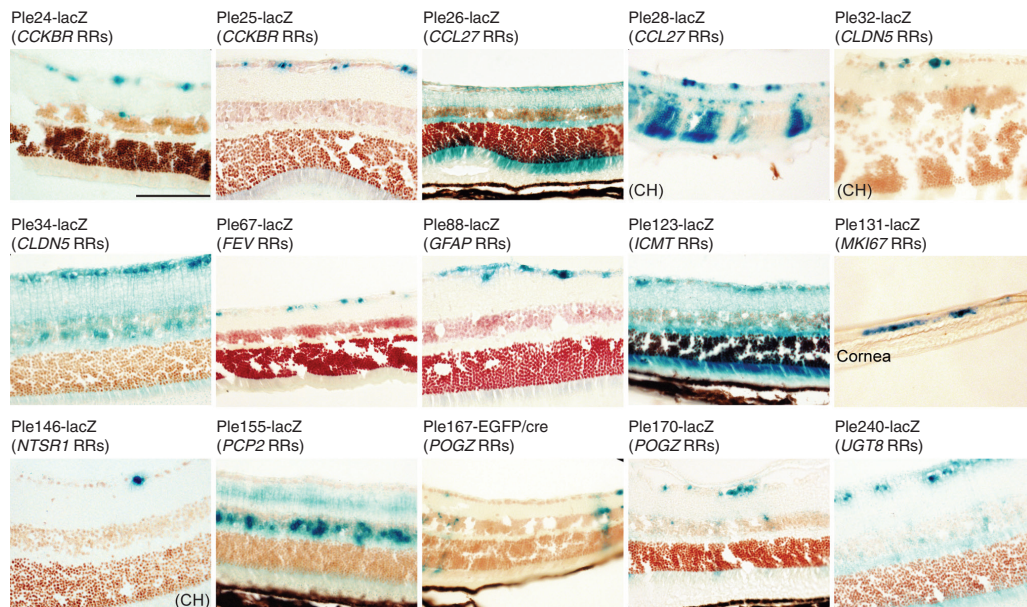 Ple24-lacZ
(CCKBR RRs)
Ple25-lacZ
(CCKBR RRs)
Ple26-lacZ
(CCL27 RRs)
Ple28-lacZ
(CCL27 RRs)
Ple32-lacZ
(CLDN5 RRs)
(CH)
(CH)
Ple34-lacZ
(CLDN5 RRs)
Ple67-lacZ
(FEV RRs)
Ple88-lacZ
(GFAP RRs)
Ple123-lacZ
(ICMT RRs)
Ple131-lacZ
(MKI67 RRs)
Cornea
Ple146-lacZ
(NTSR1 RRs)
Ple155-lacZ
(PCP2 RRs)
Ple167-EGFP/cre
(POGZ RRs)
Ple170-lacZ
(POGZ RRs)
Ple240-lacZ
(UGT8 RRs)
(CH)